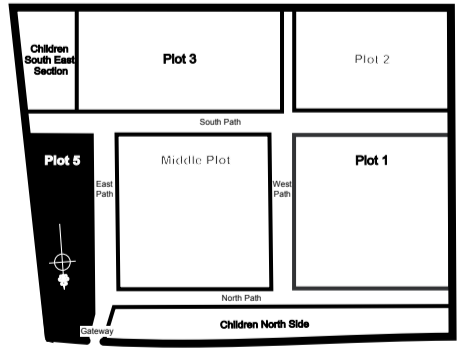 Children
South East
Section
Plot 3
Plot 2
South Path
Plot 5
Middle Plot
Plot 1
East
Path
West
Path
North Path
Gateway
Children North Side